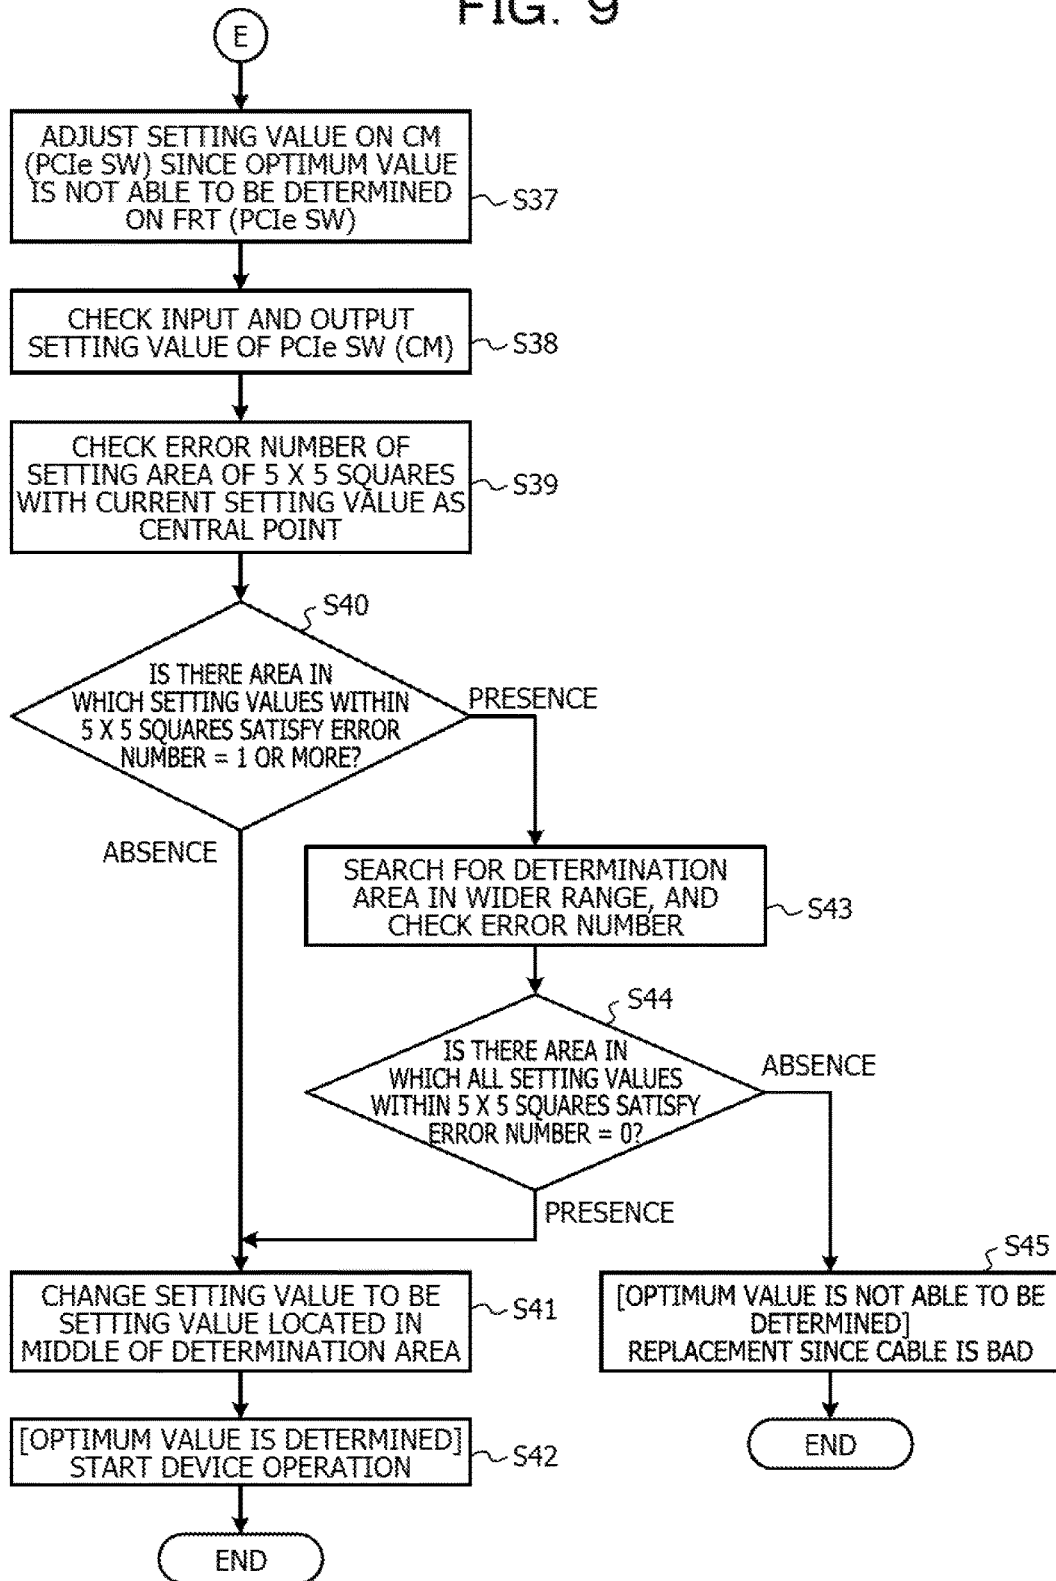 FIG. 9
E
ADJUST SETTING VALUE ON CM
(PCIe SW) SINCE OPTIMUM VALUE
IS NOT ABLE TO BE DETERMINED
ON FRT (PCIe SW)
S37
CHECK INPUT AND OUTPUT
SETTING VALUE OF PCIe SW (CM)
S38
CHECK ERROR NUMBER OF
SETTING AREA OF 5 X 5 SQUARES
WITH CURRENT SETTING VALUE AS
CENTRAL POINT
S39
S40
IS THERE AREA IN
WHICH SETTING VALUES WITHIN
5 X 5 SQUARES SATISFY ERROR
NUMBER = 1 OR MORE?
PRESENCE
ABSENCE
SEARCH FOR DETERMINATION
AREA IN WIDER RANGE, AND
CHECK ERROR NUMBER
S43
S44
IS THERE AREA IN
WHICH ALL SETTING VALUES
WITHIN 5 X 5 SQUARES SATISFY
ERROR NUMBER = 0?
ABSENCE
PRESENCE
CHANGE SETTING VALUE TO BE
SETTING VALUE LOCATED IN
MIDDLE OF DETERMINATION AREA
S41
S45
[OPTIMUM VALUE IS NOT ABLE TO BE
DETERMINED]
REPLACEMENT SINCE CABLE IS BAD
[OPTIMUM VALUE IS DETERMINED]
START DEVICE OPERATION
S42
END
END